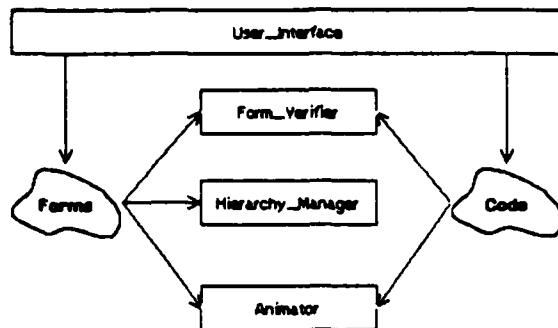 User_Interface
Form_Verifier
Forms
Hierarchy_Manager
Code
Animator